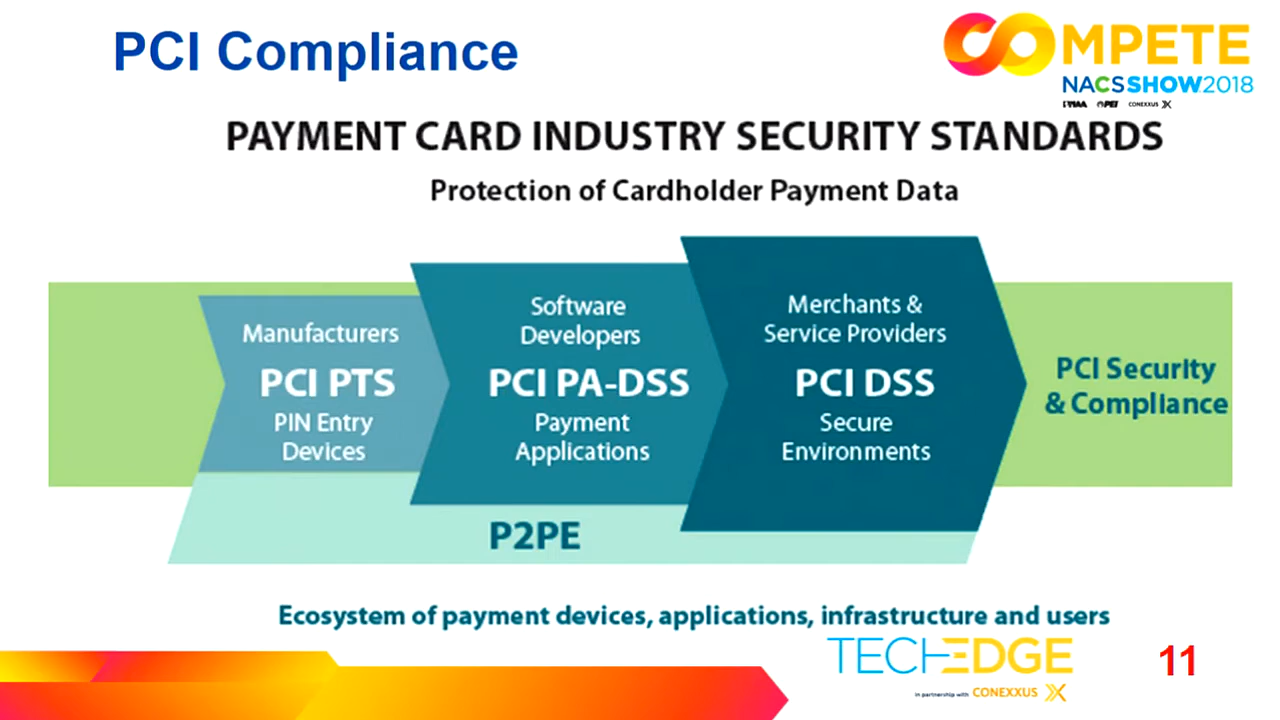 PCI Compliance
COMPETE
NACSSHOW2018
PEI CONEXXUS
PAYMENT CARD INDUSTRY SECURITY STANDARDS
Protection of Cardholder Payment Data
Manufacturers
PCI PTS
PIN Entry
Devices
Software
Developers
PCI PA-DSS
Payment
Applications
Merchants &
Service Providers
PCI DSS
Secure
Environments
PCI Security
& Compliance
P2PE
Ecosystem of payment devices, applications, infrastructure and users
TECHEDGE
in partnership with CONEXXUS
11